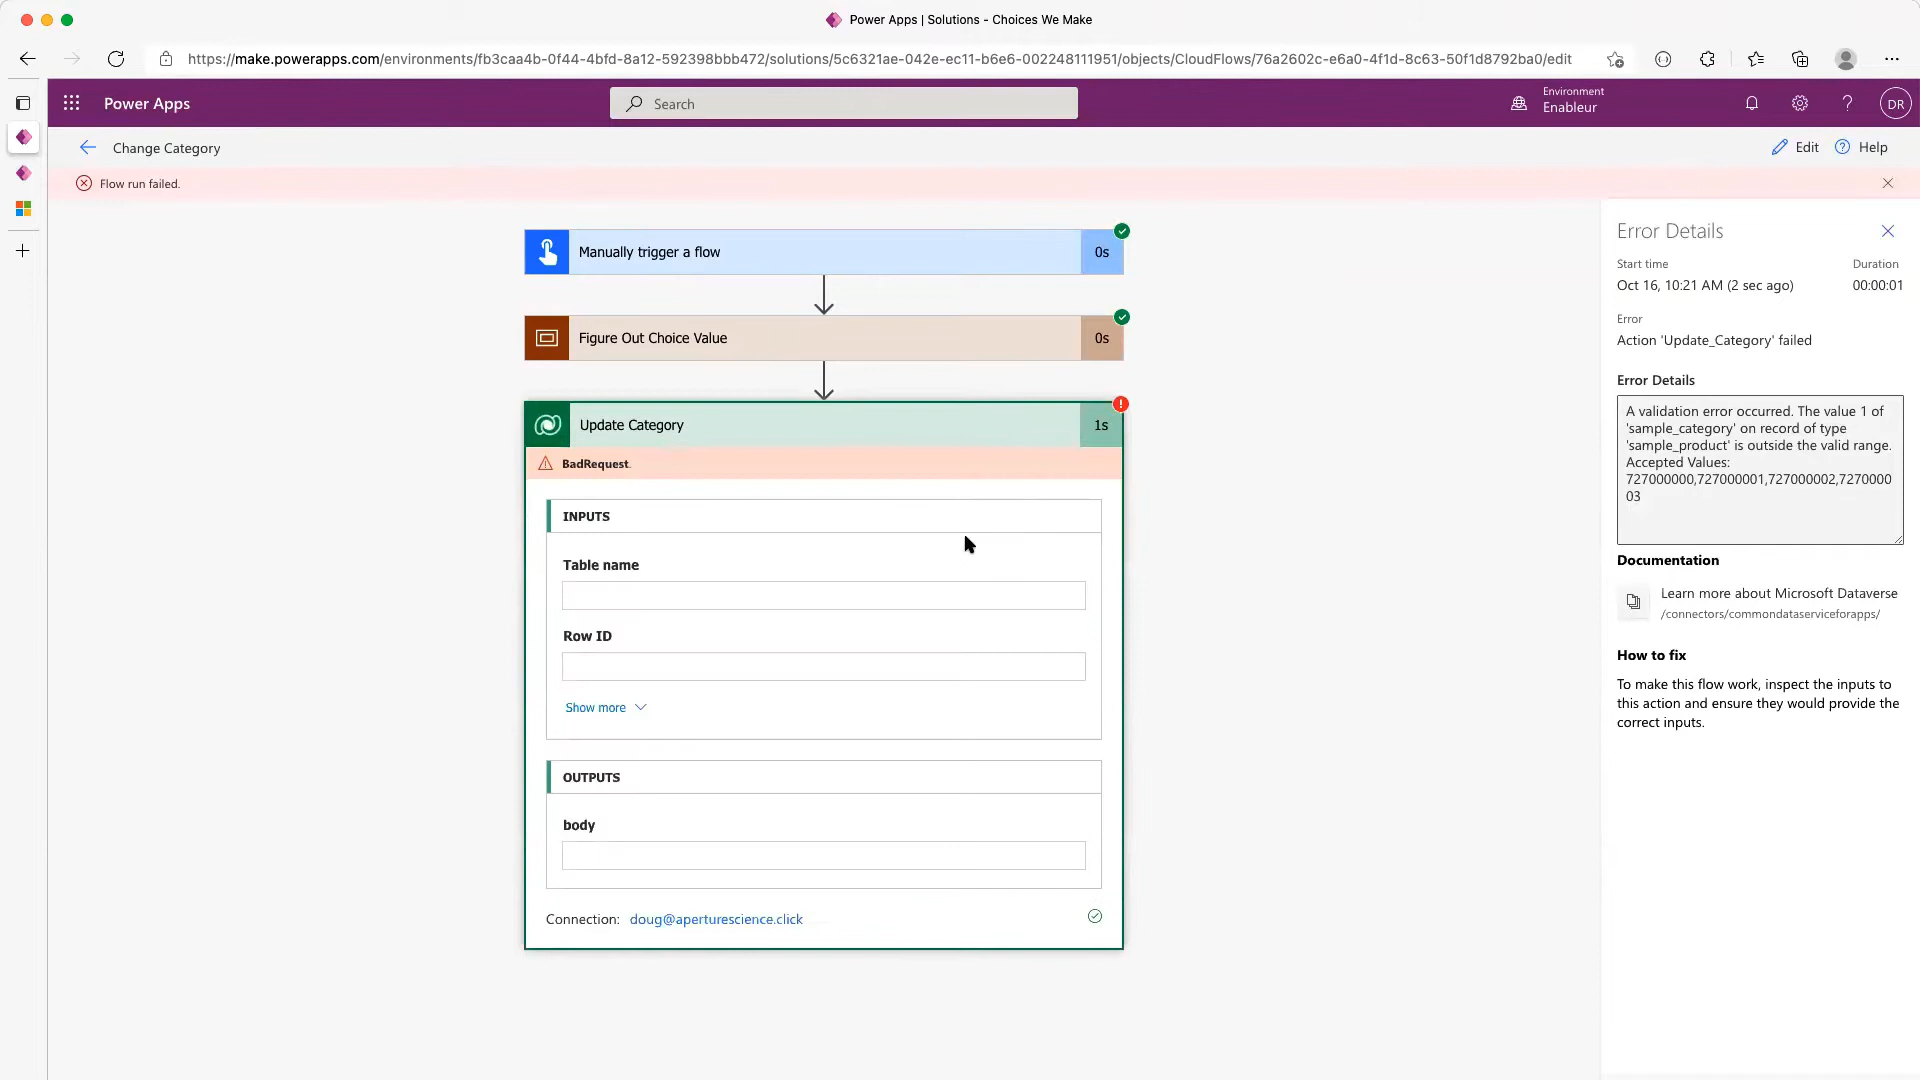 Power Apps | Solutions - Choices We Make
https://make.powerapps.com/environments/fb3caa4b-0f44-4bfd-8a12-592398bbb472/solutions/5c6321ae-042e-ec11-b6e6-002248111951/objects/CloudFlows/76a2602c-e6a0-4f1d-8c63-50f1d8792ba0/edit
Power Apps
Search
Environment
Enableur
DR
Change Category
Edit
Help
Flow run failed.
Manually trigger a flow
0s
Figure Out Choice Value
0s
Update Category
1s
BadRequest.
INPUTS
Table name
Row ID
Show more
OUTPUTS
body
Connection: doug@aperturescience.click
Error Details
Start time
Duration
Oct 16, 10:21 AM (2 sec ago)
00:00:01
Error
Action 'Update_Category' failed
Error Details
A validation error occurred. The value 1 of
'sample_category' on record of type
'sample_product' is outside the valid range.
Accepted Values:
727000000,727000001,727000002,7270000
03
Documentation
Learn more about Microsoft Dataverse
/connectors/commondataserviceforapps/
How to fix
To make this flow work, inspect the inputs to
this action and ensure they would provide the
correct inputs.